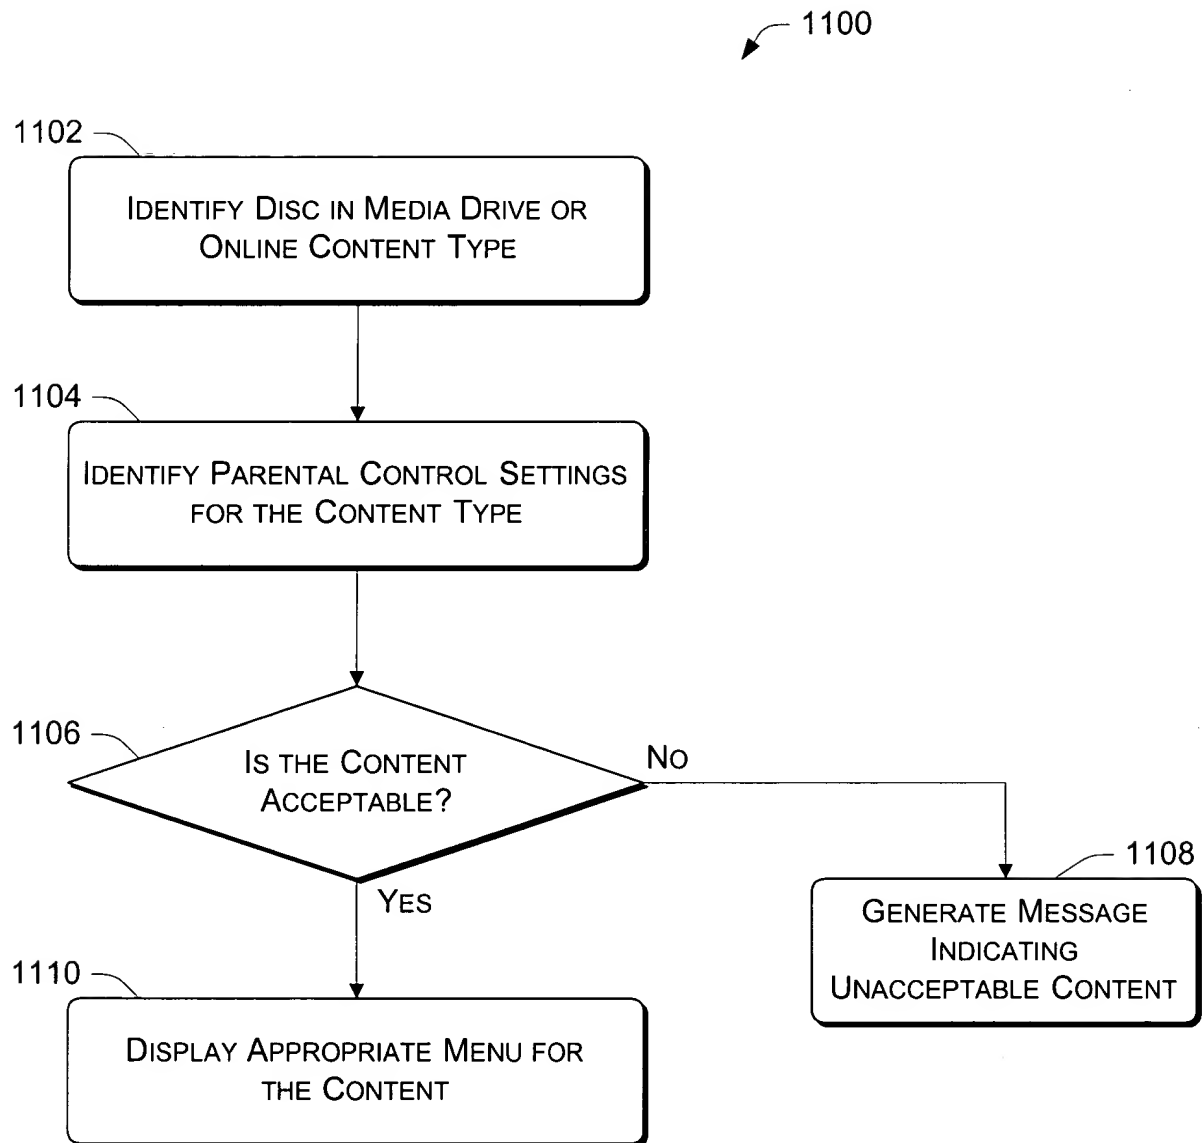 1100
1102
IDENTIFY DISC IN MEDIA DRIVE OR
ONLINE CONTENT TYPE
1104
IDENTIFY PARENTAL CONTROL SETTINGS
FOR THE CONTENT TYPE
1106
IS THE CONTENT
ACCEPTABLE?
NO
YES
1108
GENERATE MESSAGE
INDICATING
UNACCEPTABLE CONTENT
1110
DISPLAY APPROPRIATE MENU FOR
THE CONTENT